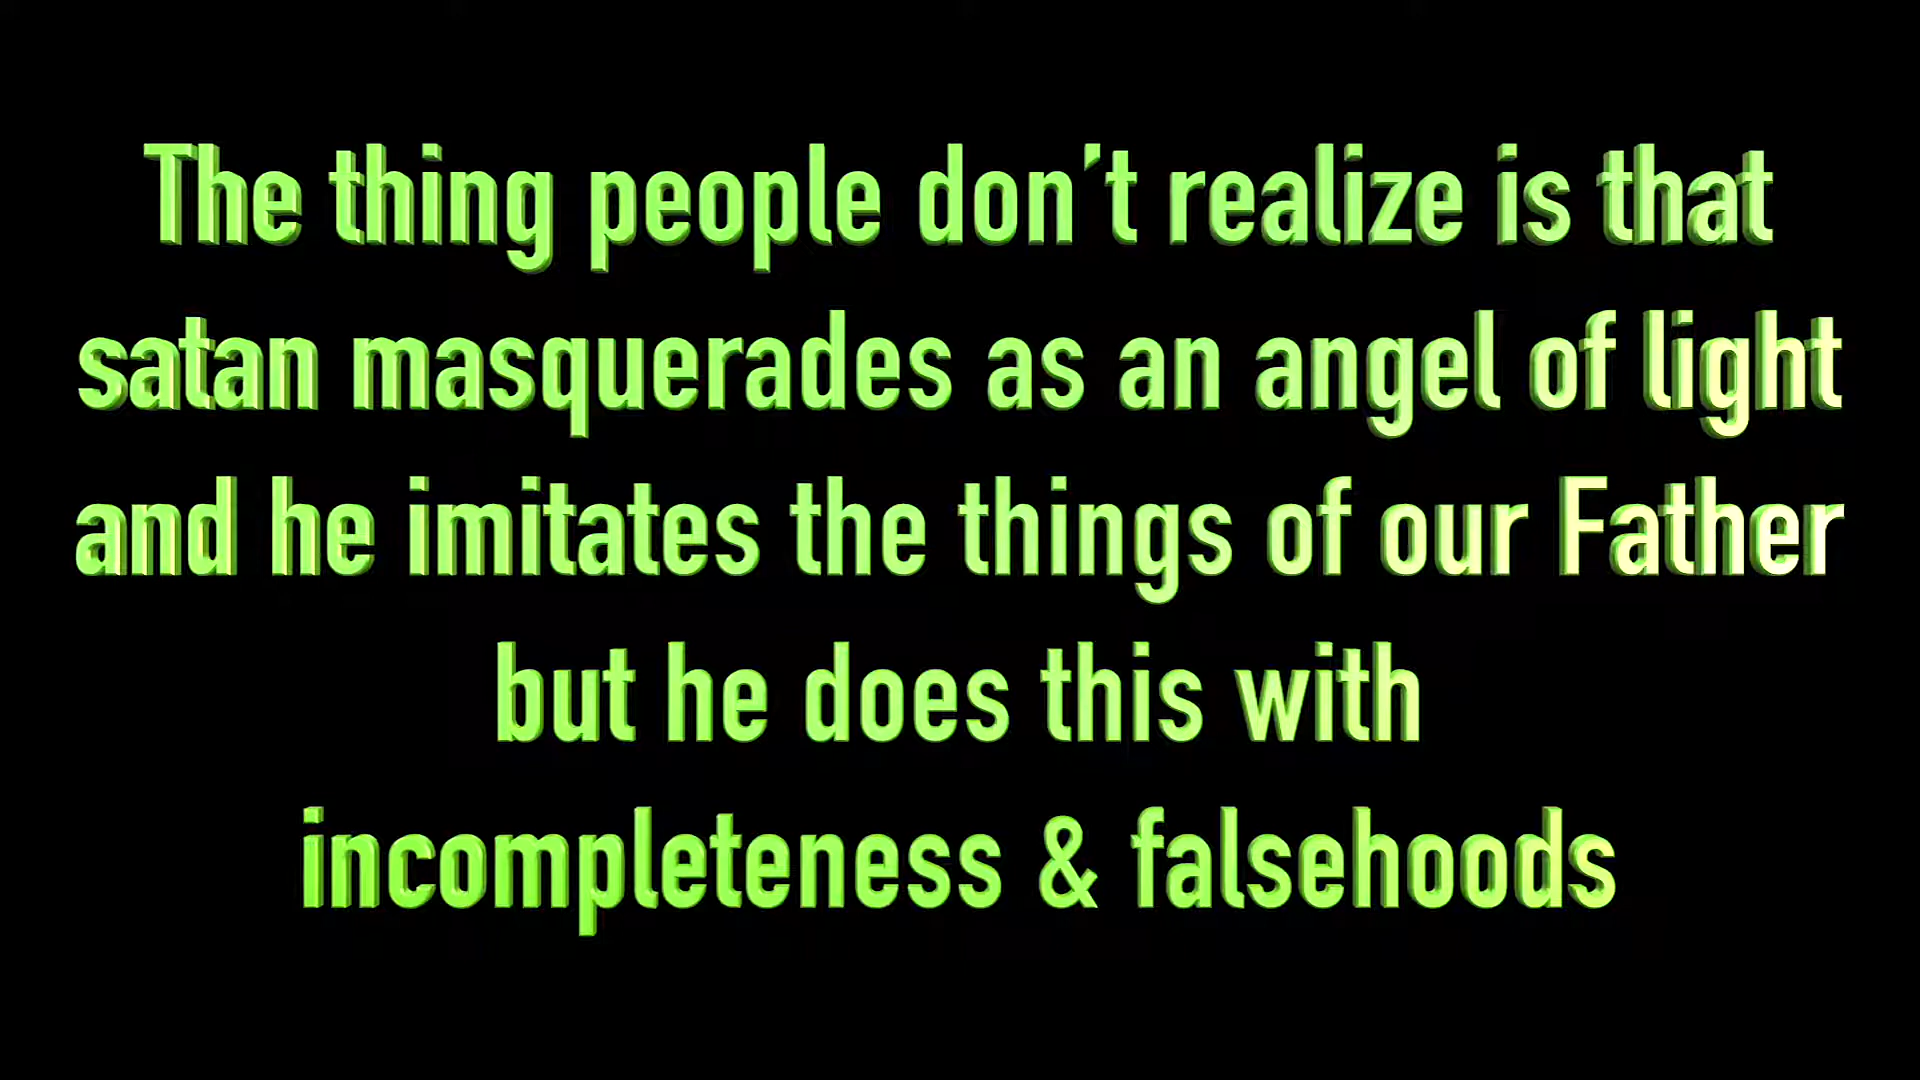 The thing people don't realize is that
satan masquerades as an angel of light
and he imitates the things of our Father
but he does this with
incompleteness & falsehoods